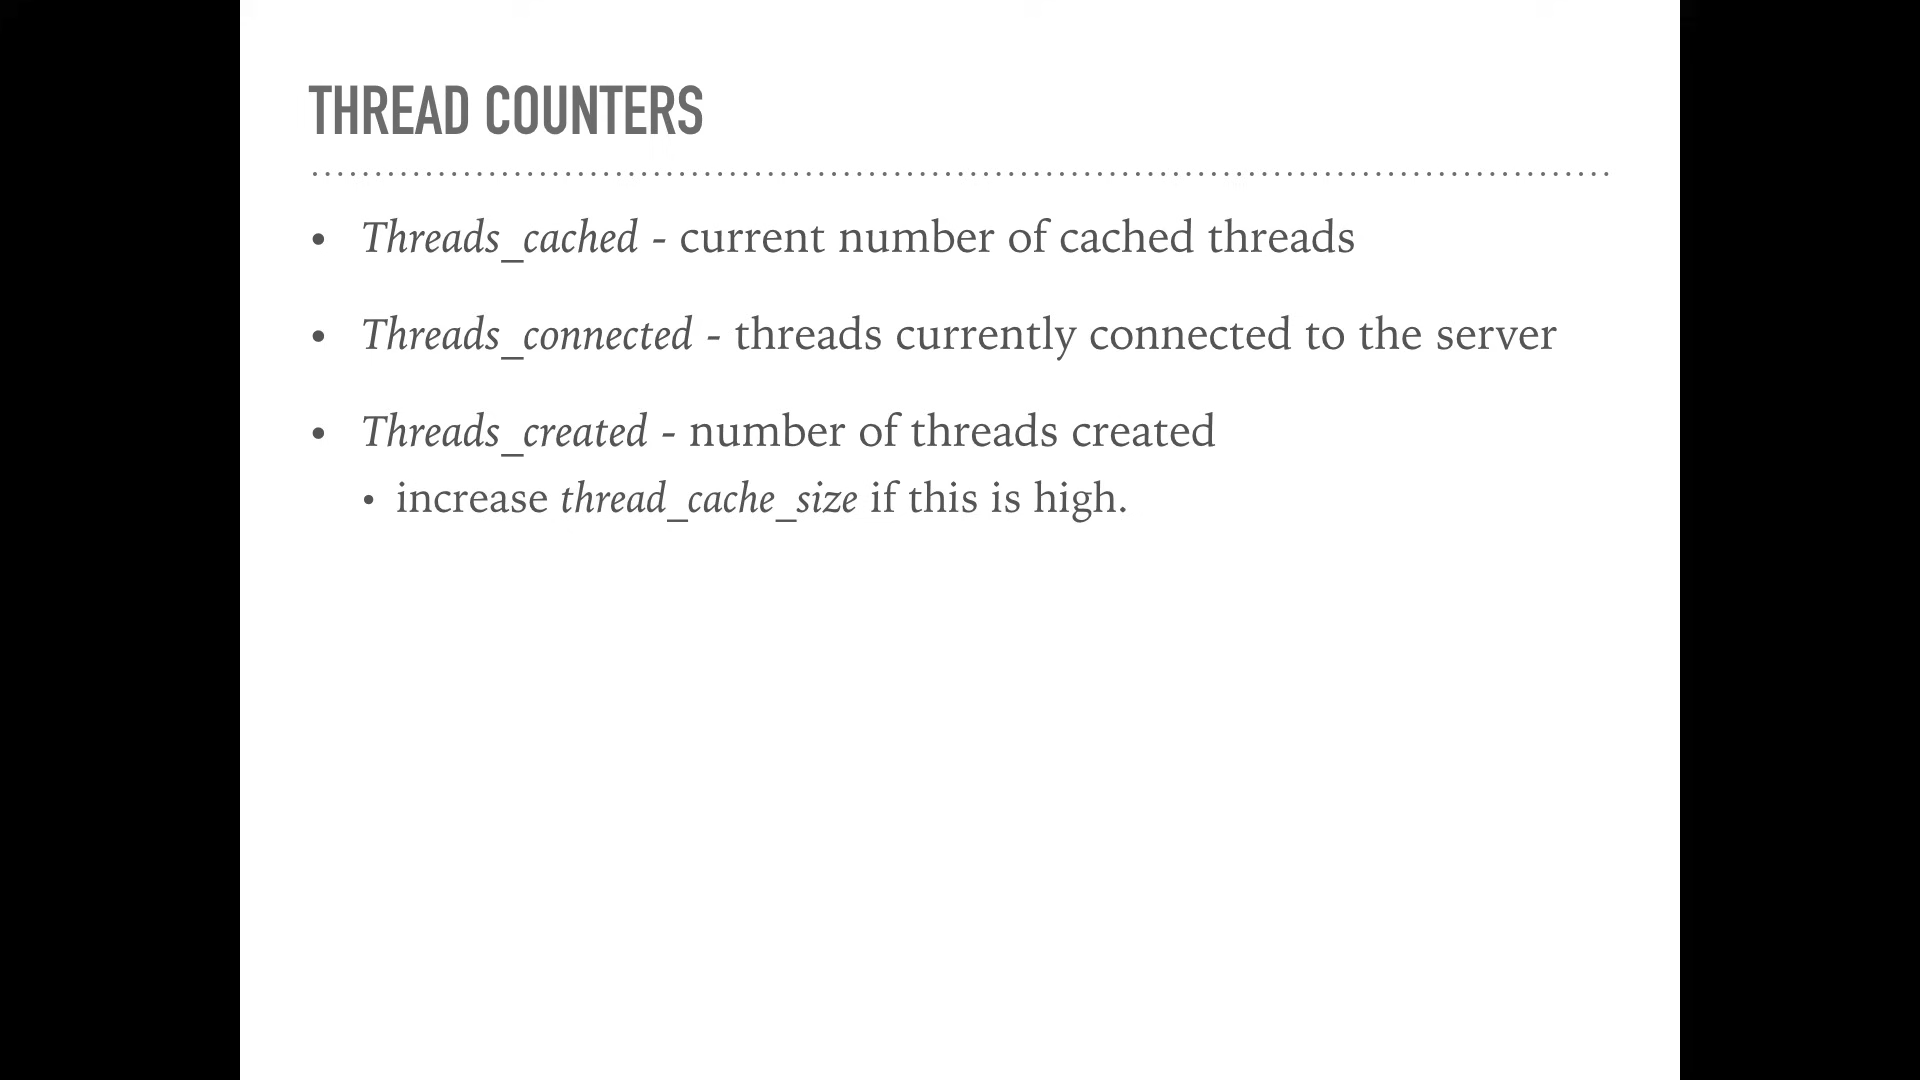 THREAD COUNTERS
• Threads_cached - current number of cached threads
• Threads_connected - threads currently connected to the server
• Threads_created - number of threads created
• increase thread_cache_size if this is high.